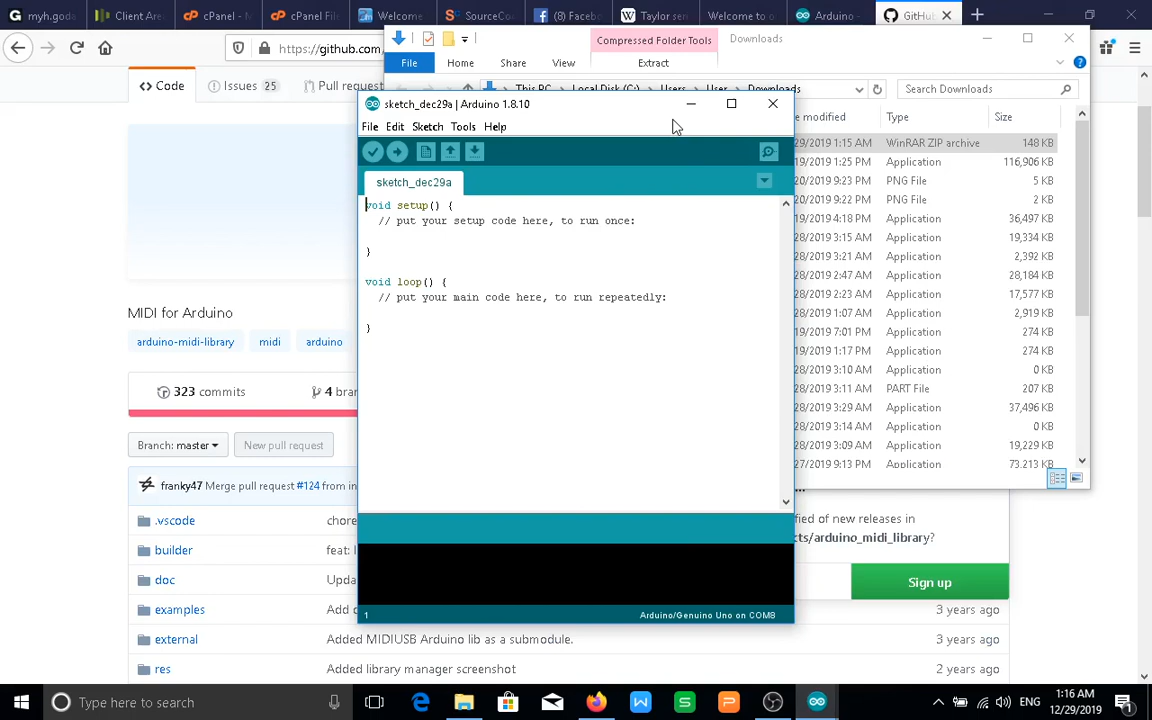 myh.goda
Client Are
cPanel - M
cPanel File
Welcome
SourceCo
(8) Facebo
Taylor ser
Welcome to
Arduino -
GitHub
https://github.com
Compressed Folder Tools
Downloads
File
Home
Share
View
Extract
This PC
Local Disk (C:)
Users
User
Downloads
Search Downloads
Code
Issues 25
Pull request
sketch_dec29a | Arduino 1.8.10
File Edit Sketch Tools Help
sketch_dec29a
void setup() {
// put your setup code here, to run once:
}
void loop() {
// put your main code here, to run repeatedly:
}
1
Arduino/Genuino Uno on COM8
modified
Type
Size
29/2019 1:15 AM WinRAR ZIP archive 148 KB
19/2019 1:25 PM Application 116,906 KB
20/2019 9:23 PM PNG File 5 KB
20/2019 9:22 PM PNG File 2 KB
19/2019 4:18 PM Application 36,497 KB
28/2019 3:15 AM Application 19,334 KB
28/2019 3:21 AM Application 2,392 KB
28/2019 2:47 AM Application 28,184 KB
28/2019 2:23 AM Application 17,577 KB
28/2019 1:07 AM Application 2,919 KB
19/2019 7:01 PM Application 274 KB
19/2019 1:17 PM Application 274 KB
28/2019 3:10 AM Application 0 KB
28/2019 3:11 AM PART File 207 KB
28/2019 3:29 AM Application 37,496 KB
28/2019 3:14 AM Application 0 KB
28/2019 3:09 AM Application 19,229 KB
27/2019 9:13 PM Application 73,213 KB
MIDI for Arduino
arduino-midi-library
midi
arduino
323 commits
4 bran
Branch: master
New pull request
franky47 Merge pull request #124 from in
.vscode
chore
builder
feat: I
doc
Upda
examples
Add c
3 years ago
external
Added MIDIUSB Arduino lib as a submodule.
3 years ago
res
Added library manager screenshot
2 years ago
ified of new releases in
cts/arduino_midi_library?
Sign up
Type here to search
ENG
1:16 AM
12/29/2019
1